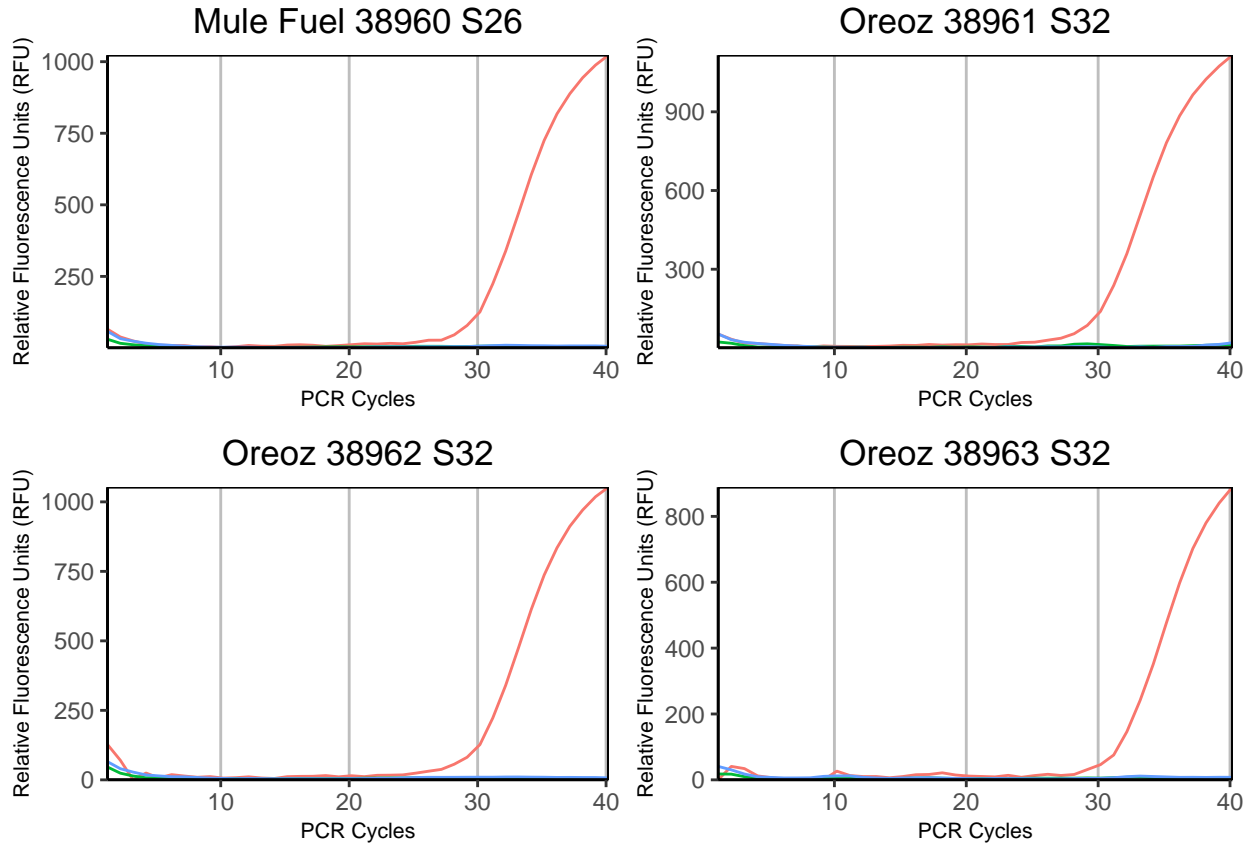 Mule Fuel 38960 S26
Relative Fluorescence Units (RFU)
1000
750
500
250
10
20
30
40
PCR Cycles
Oreoz 38961 S32
Relative Fluorescence Units (RFU)
900
600
300
10
20
30
40
PCR Cycles
Oreoz 38962 S32
Relative Fluorescence Units (RFU)
1000
750
500
250
0
10
20
30
40
PCR Cycles
Oreoz 38963 S32
Relative Fluorescence Units (RFU)
800
600
400
200
0
10
20
30
40
PCR Cycles